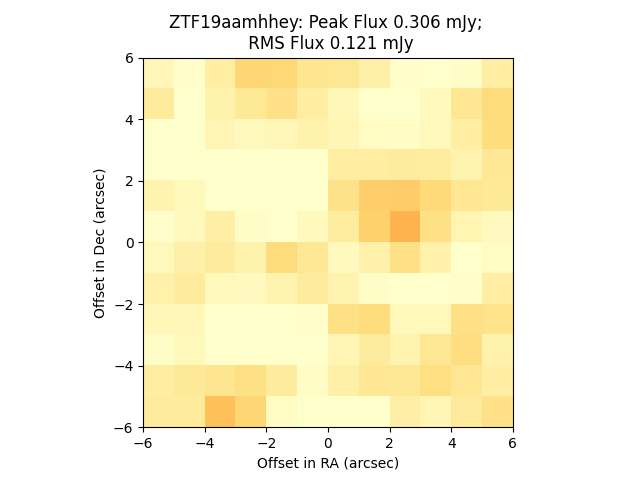 ZTF19aamhhey: Peak Flux 0.306 mJy;
RMS Flux 0.121 mJy
6
4
2
0
−2
−4
−6
Offset in Dec (arcsec)
−6 −4 −2 0 2 4 6
Offset in RA (arcsec)